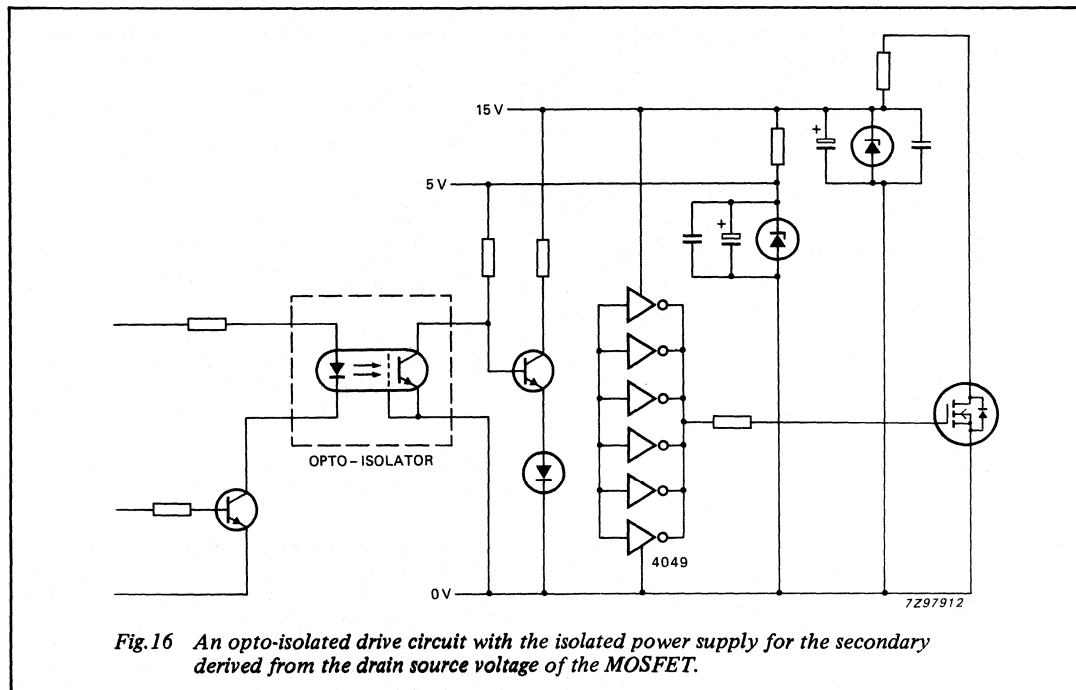 15 V
+
+
5 V
OPTO-ISOLATOR
4049
0 V
7Z97912
Fig.16 An opto-isolated drive circuit with the isolated power supply for the secondary
derived from the drain source voltage of the MOSFET.